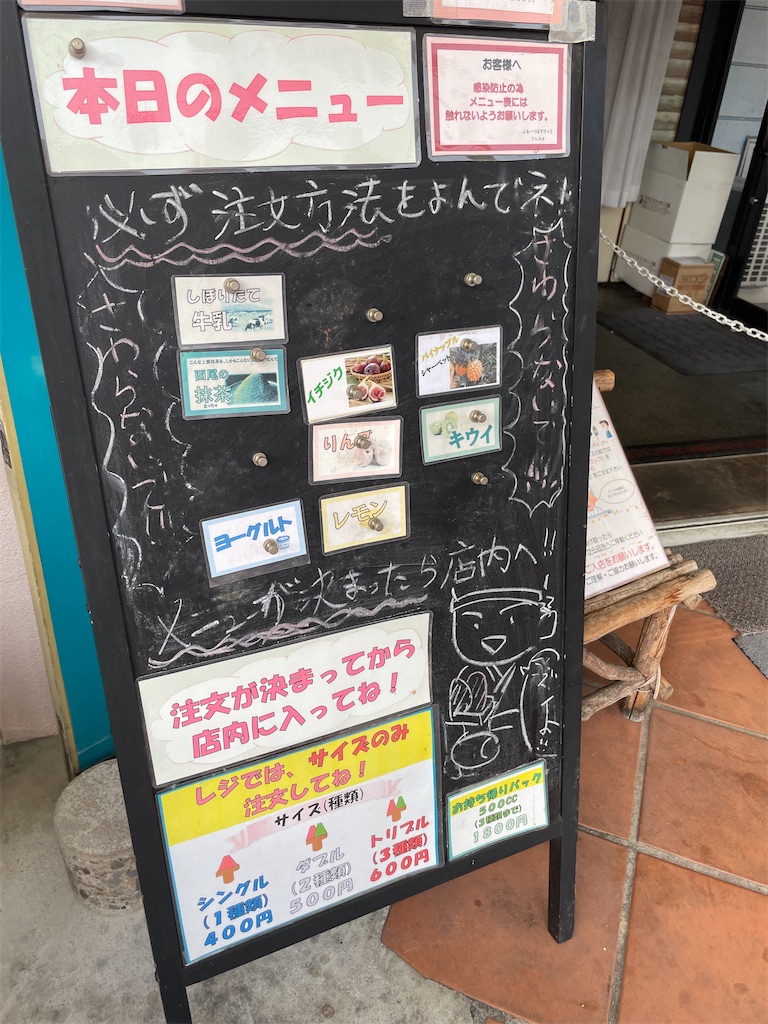 本日のメニュー
お客様へ
感染防止の為
メニュー表には
触れないようお願いします。
必ず注文方法をよんでネ!
さわらないで!!!
さわらないで!!!
しぼりたて
牛乳
西尾の
抹茶
まっちゃ
イチジク
パイナップル
シャーベット
りんご
キウイ
ヨーグルト
レモン
メニューが決まったら店内へ!!
注文が決まってから
店内に入ってね!
レジでは、サイズのみ
注文してね!
サイズ(種類)
シングル
(1種類)
400円
ダブル
(2種類)
500円
トリプル
(3種類)
600円
お持ち帰りパック
500CC
(3種類まで)
1800円